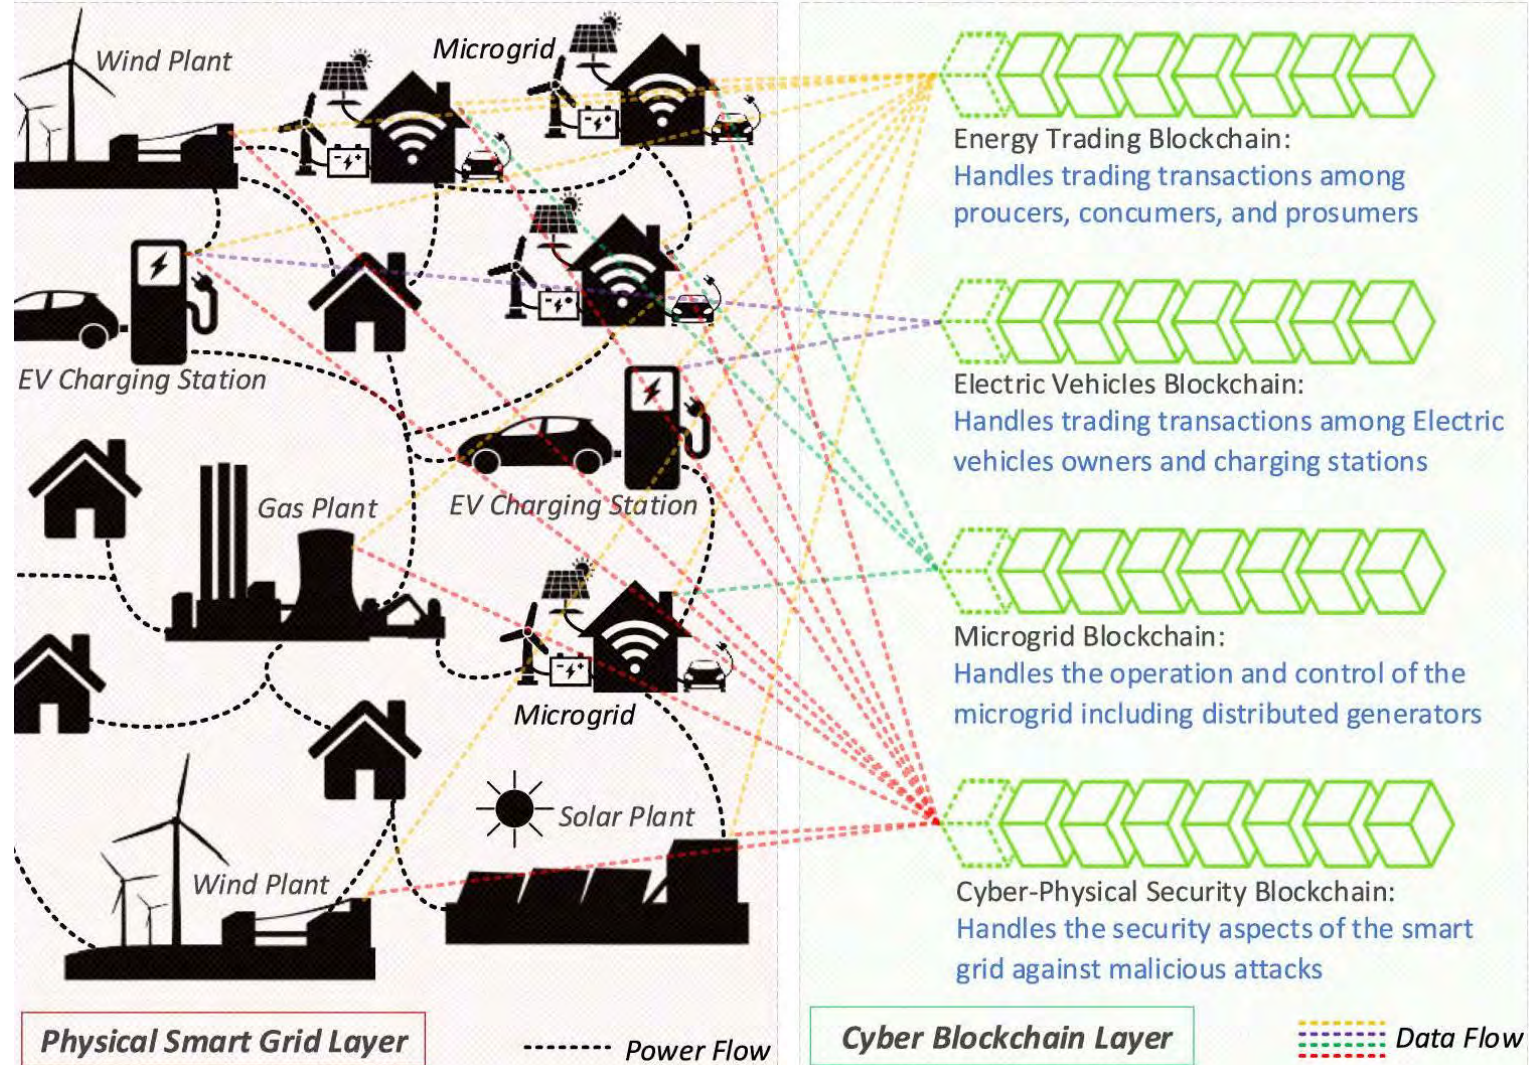 Wind Plant
Microgrid
EV Charging Station
Gas Plant
EV Charging Station
Microgrid
Solar Plant
Wind Plant
Physical Smart Grid Layer
Power Flow
Energy Trading Blockchain:
Handles trading transactions among
proucers, concumers, and prosumers
Electric Vehicles Blockchain:
Handles trading transactions among Electric
vehicles owners and charging stations
Microgrid Blockchain:
Handles the operation and control of the
microgrid including distributed generators
Cyber-Physical Security Blockchain:
Handles the security aspects of the smart
grid against malicious attacks
Cyber Blockchain Layer
Data Flow